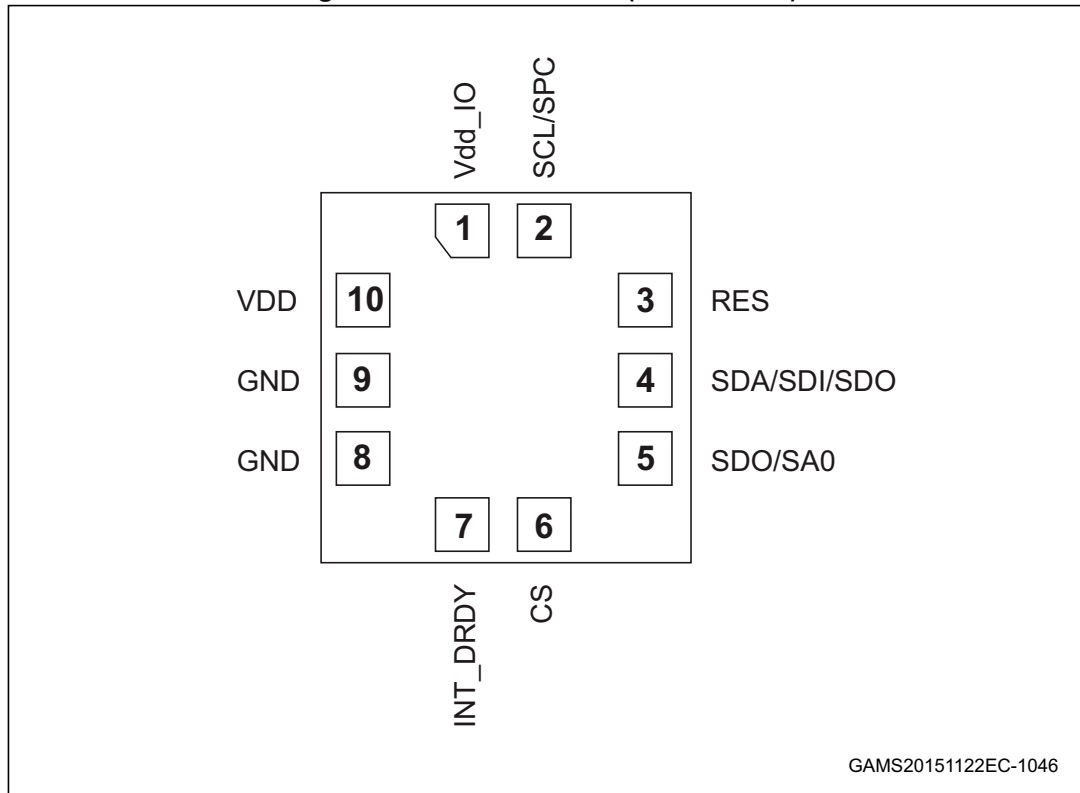 Vdd_IO
SCL/SPC
1 2
VDD 10 3 RES
GND 9 4 SDA/SDI/SDO
GND 8 5 SDO/SA0
7 6
INT_DRDY
CS
GAMS20151122EC-1046